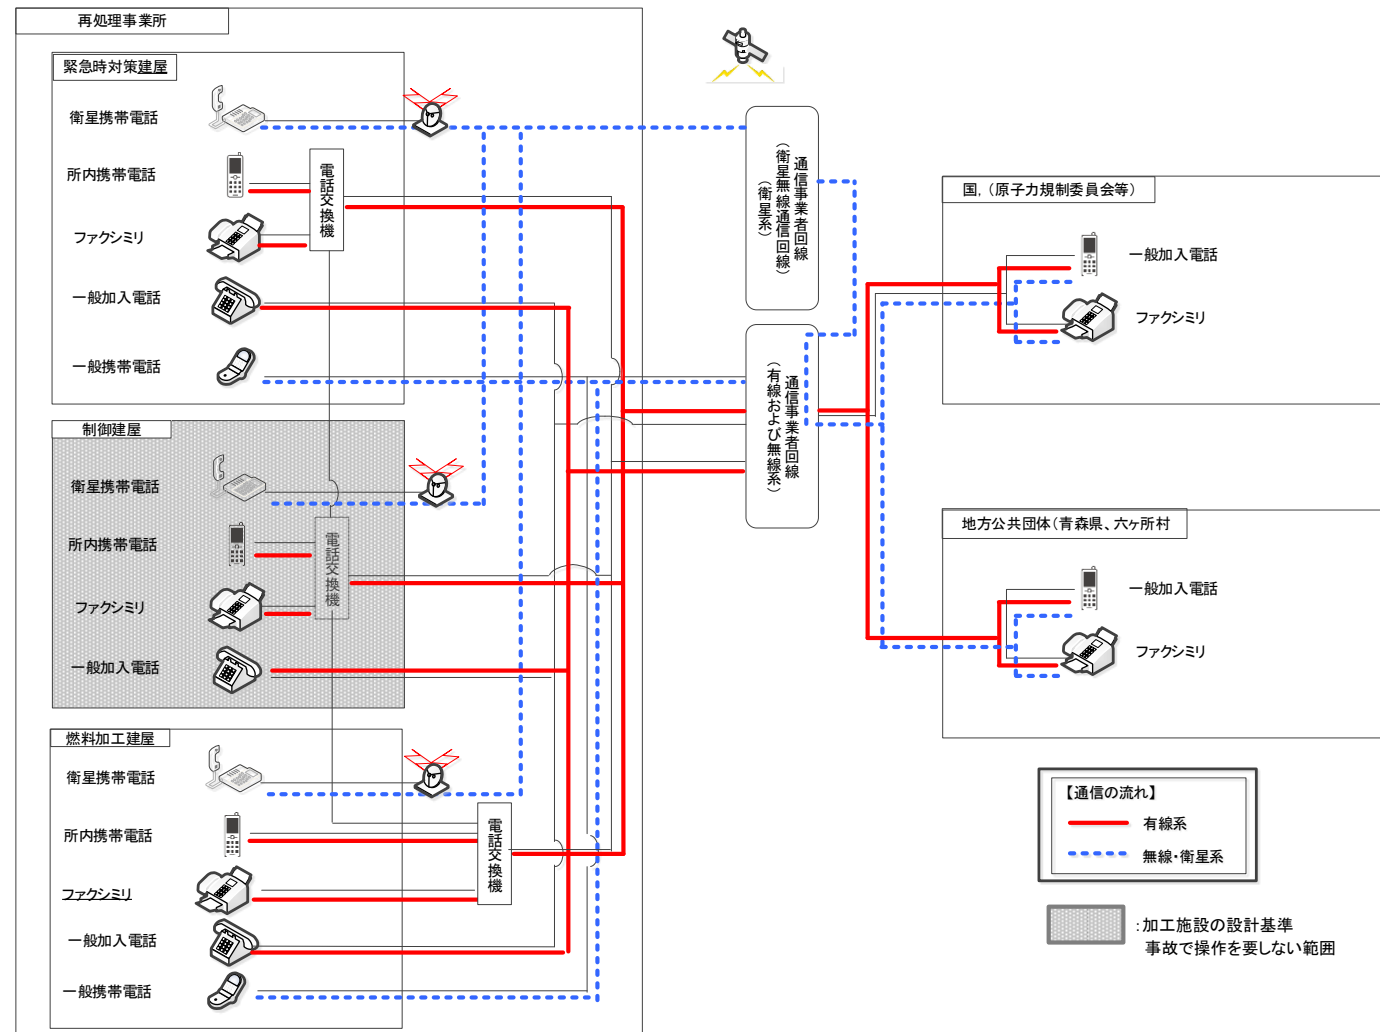 再処理事業所
緊急時対策建屋
衛星携帯電話
所内携帯電話
電話交換機
ファクシミリ
一般加入電話
一般携帯電話
制御建屋
衛星携帯電話
所内携帯電話
電話交換機
ファクシミリ
一般加入電話
燃料加工建屋
衛星携帯電話
所内携帯電話
電話交換機
ファクシミリ
一般加入電話
一般携帯電話
通信事業者回線
(衛星無線通信回線)
(衛星系)
通信事業者回線
(有線および無線系)
国,(原子力規制委員会等)
一般加入電話
ファクシミリ
地方公共団体(青森県、六ヶ所村
一般加入電話
ファクシミリ
【通信の流れ】
有線系
無線・衛星系
:加工施設の設計基準
事故で操作を要しない範囲